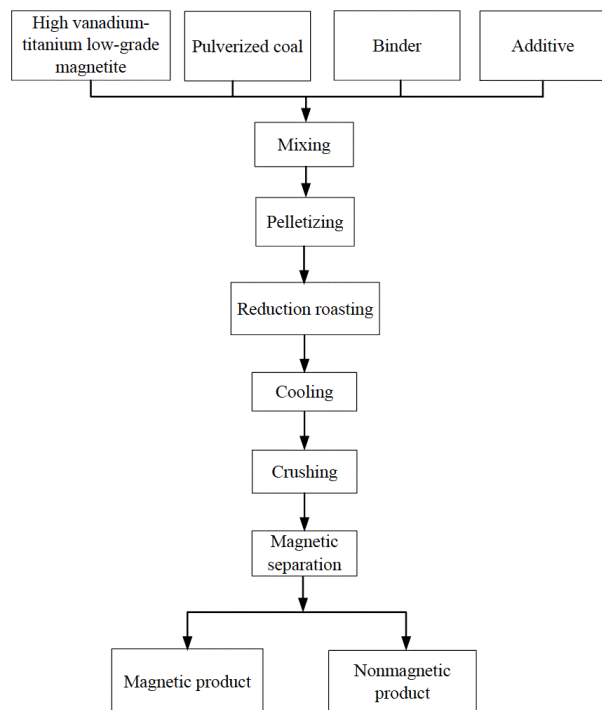 High vanadium-
titanium low-grade
magnetite
Pulverized coal
Binder
Additive
Mixing
Pelletizing
Reduction roasting
Cooling
Crushing
Magnetic
separation
Magnetic product
Nonmagnetic
product